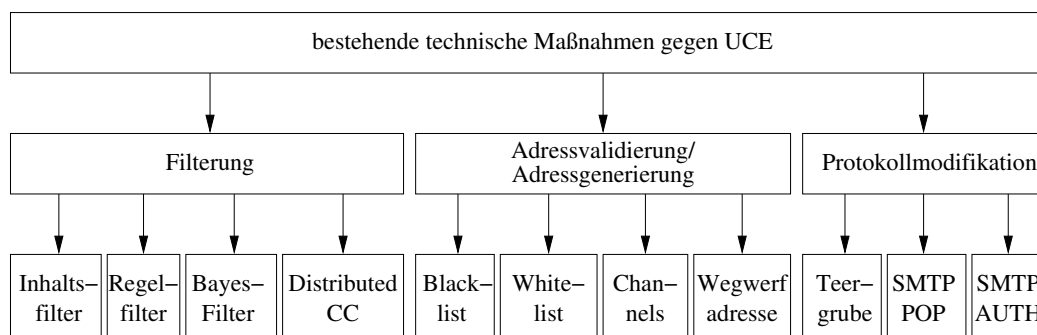 bestehende technische Maßnahmen gegen UCE
Filterung
Adressvalidierung/
Adressgenerierung
Protokollmodifikation
Inhalts–
filter
Regel–
filter
Bayes–
Filter
Distributed
CC
Black–
list
White–
list
Chan–
nels
Wegwerf
adresse
Teer–
grube
SMTP
POP
SMTP
AUTH